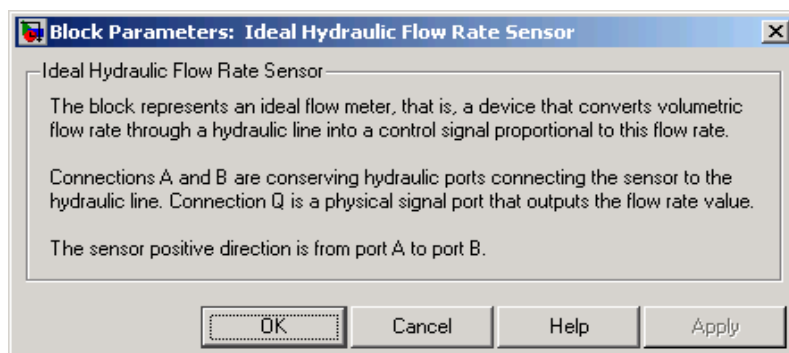 Block Parameters: Ideal Hydraulic Flow Rate Sensor
Ideal Hydraulic Flow Rate Sensor
The block represents an ideal flow meter, that is, a device that converts volumetric
flow rate through a hydraulic line into a control signal proportional to this flow rate.
Connections A and B are conserving hydraulic ports connecting the sensor to the
hydraulic line. Connection Q is a physical signal port that outputs the flow rate value.
The sensor positive direction is from port A to port B.
OK Cancel Help Apply